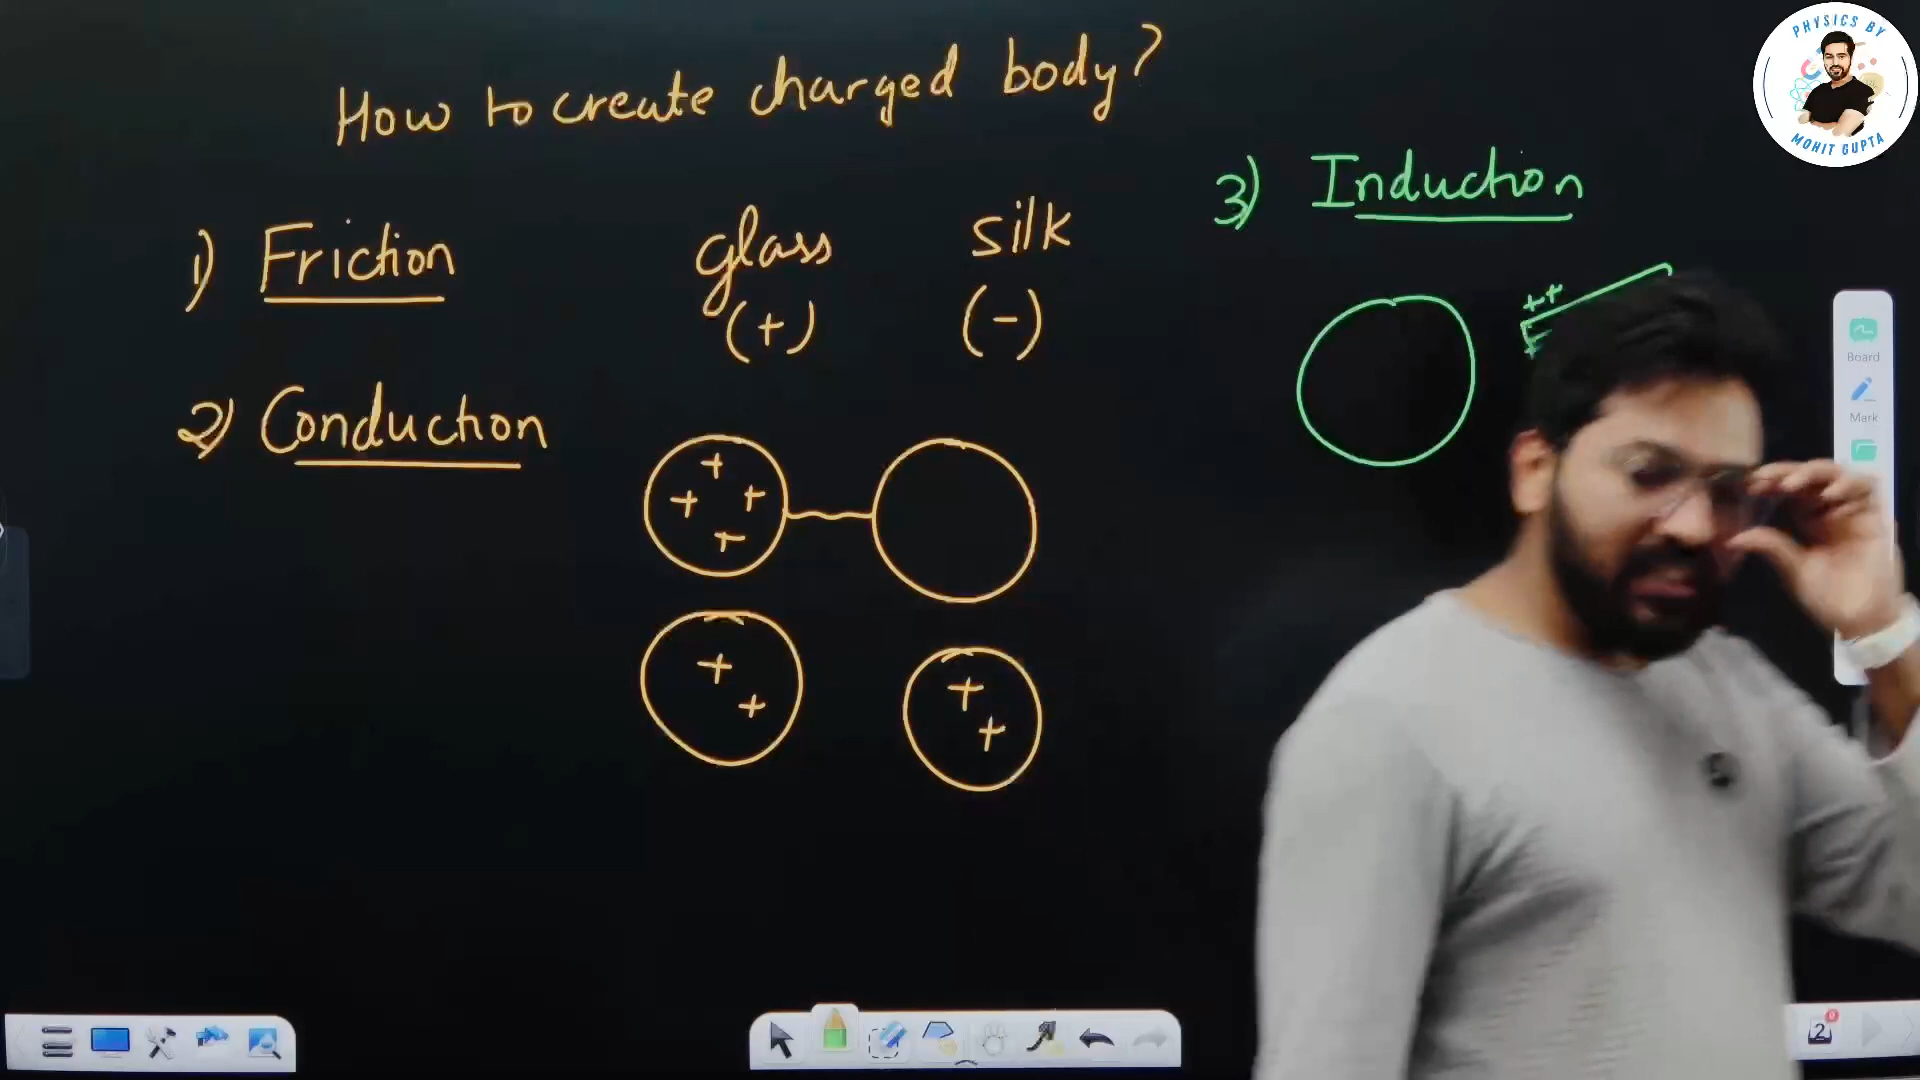 How to create charged body?
1) Friction
glass
silk
(+)
(-)
2) Conduction
+
+ +
+
+
+
+
+
3) Induction
++
+
PHYSICS BY
MOHIT GUPTA
Board
Mark
2